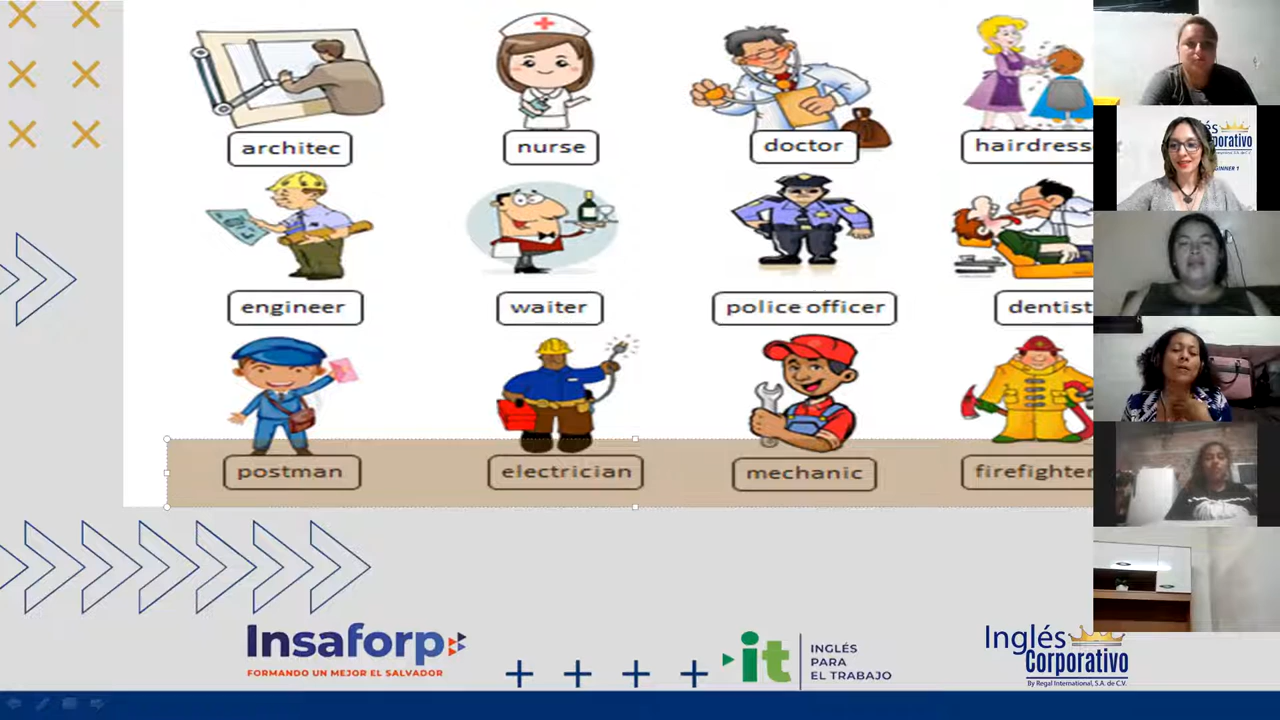 architec nurse doctor hairdress
engineer waiter police officer dentist
postman electrician mechanic firefighter
Insaforp
FORMANDO UN MEJOR EL SALVADOR
it
INGLÉS
PARA
EL TRABAJO
Inglés
Corporativo
By Regal International, S.A. de C.V.